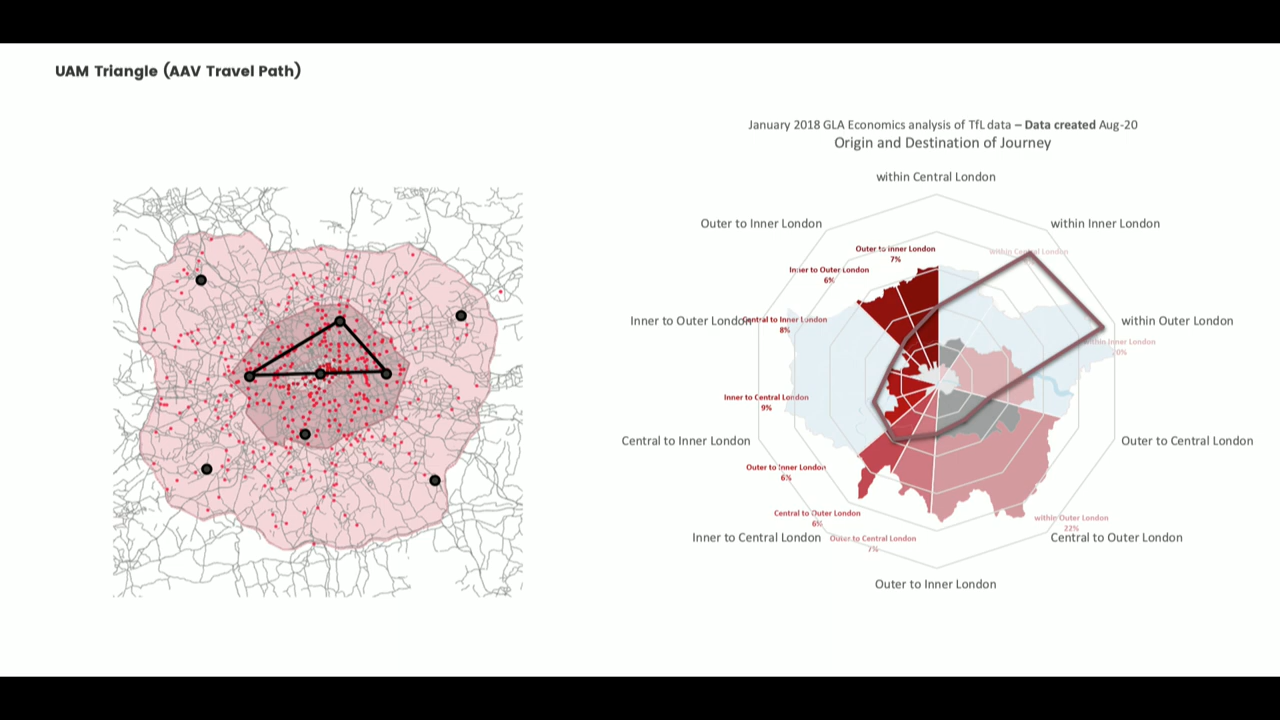 UAM Triangle (AAV Travel Path)
January 2018 GLA Economics analysis of TfL data – Data created Aug-20
Origin and Destination of Journey
within Central London
Outer to Inner London
within Inner London
Outer to inner London
7%
within Central London
Inner to Outer London
6%
Inner to Outer London
Central to Inner London
8%
within Outer London
within Inner London
20%
Inner to Central London
9%
Central to Inner London
Outer to Central London
Outer to Inner London
6%
Central to Outer London
6%
within Outer London
22%
Inner to Central London
Outer to Central London
7%
Central to Outer London
Outer to Inner London